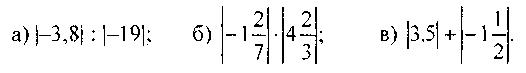 а) |–3,8| : |–19|; б) |–1 2/7| · |4 2/3|; в) |3,5| + |–1 1/2|.